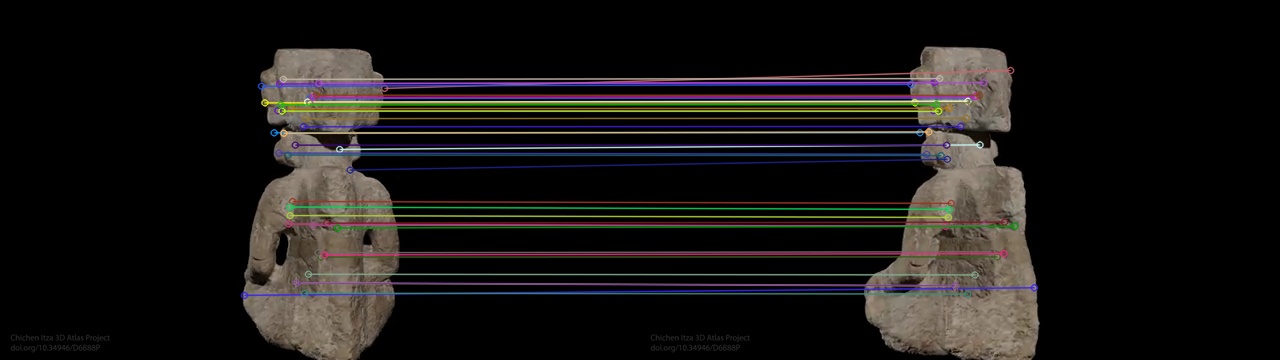 Chichen Itza 3D Atlas Project
doi.org/10.34946/D6B88P
Chichen Itza 3D Atlas Project
doi.org/10.34946/D6B88P